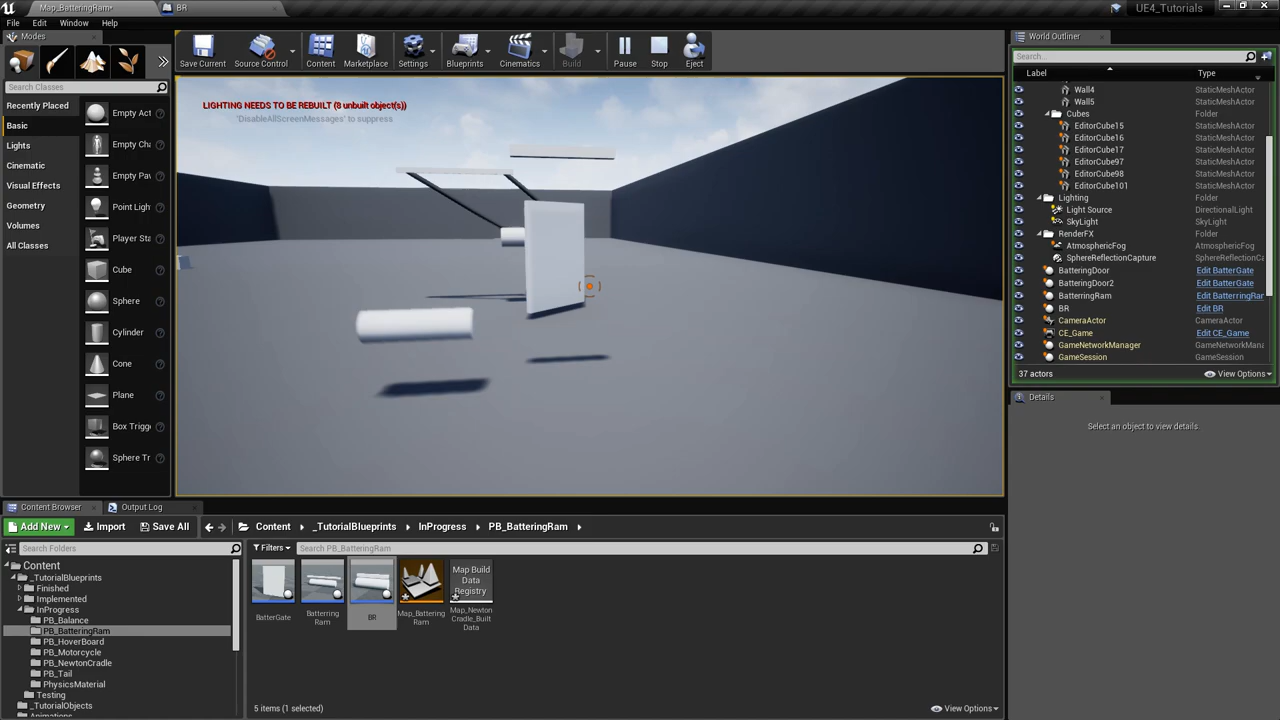 Map_BatteringRam*
BR
UE4_Tutorials
File
Edit
Window
Help
Modes
Save Current
Source Control
Content
Marketplace
Settings
Blueprints
Cinematics
Build
Pause
Stop
Eject
Search Classes
Recently Placed
Basic
Lights
Cinematic
Visual Effects
Geometry
Volumes
All Classes
Empty Act
Empty Cha
Empty Pav
Point Ligh
Player Sta
Cube
Sphere
Cylinder
Cone
Plane
Box Trigg
Sphere Tr
LIGHTING NEEDS TO BE REBUILT (8 unbuilt object(s))
'DisableAllScreenMessages' to suppress
World Outliner
Search...
Label
Type
Wall4 StaticMeshActor
Wall5 StaticMeshActor
Cubes Folder
EditorCube15 StaticMeshActor
EditorCube16 StaticMeshActor
EditorCube17 StaticMeshActor
EditorCube97 StaticMeshActor
EditorCube98 StaticMeshActor
EditorCube101 StaticMeshActor
Lighting Folder
Light Source DirectionalLight
SkyLight SkyLight
RenderFX Folder
AtmosphericFog AtmosphericFog
SphereReflectionCapture SphereReflectionCa
BatteringDoor Edit BatterGate
BatteringDoor2 Edit BatterGate
BatterringRam Edit BatterringRar
BR Edit BR
CameraActor CameraActor
CE_Game Edit CE_Game
GameNetworkManager GameNetworkMana
GameSession GameSession
37 actors
View Options
Details
Select an object to view details.
Content Browser
Output Log
Add New
Import
Save All
Content
_TutorialBlueprints
InProgress
PB_BatteringRam
Search Folders
Filters
Search PB_BatteringRam
Content
_TutorialBlueprints
Finished
Implemented
InProgress
PB_Balance
PB_BatteringRam
PB_HoverBoard
PB_Motorcycle
PB_NewtonCradle
PB_Tail
PhysicsMaterial
Testing
_TutorialObjects
Animations
BatterGate
Batterring
Ram
BR
Map_Battering
Ram
Map Build
Data
Registry
Map_Newton
Cradle_Built
Data
5 items (1 selected)
View Options